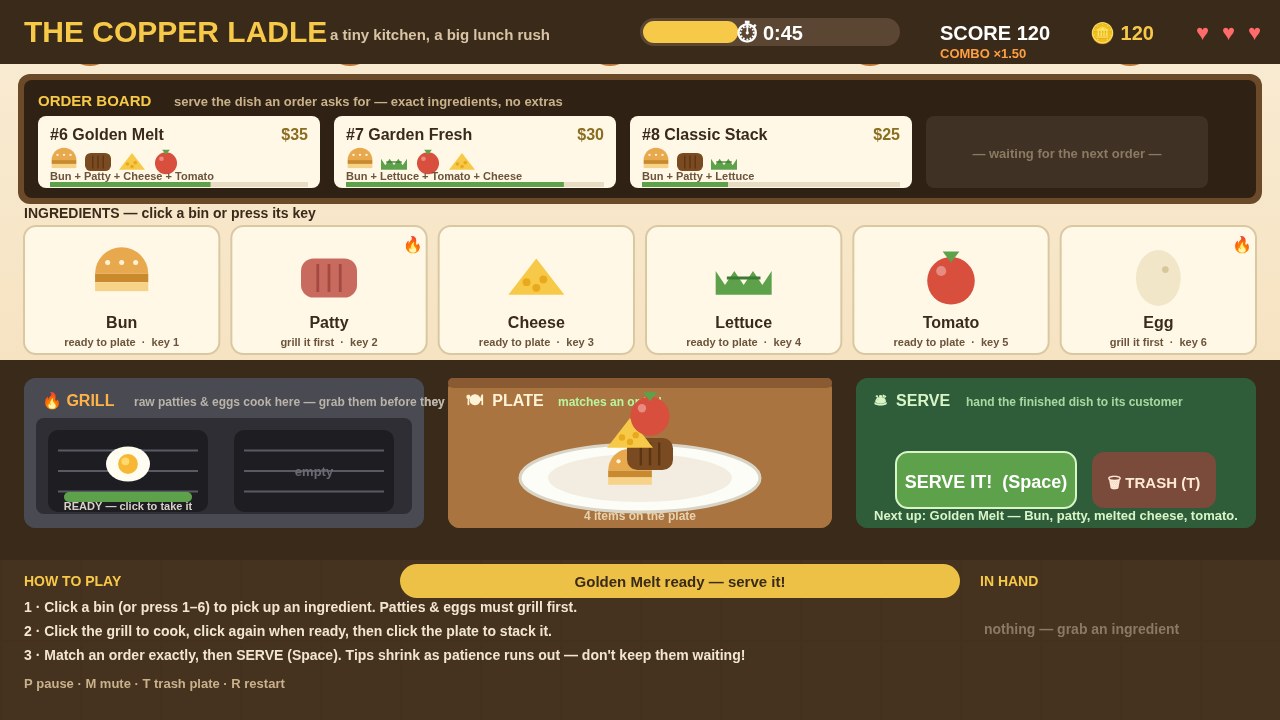 THE COPPER LADLE a tiny kitchen, a big lunch rush
0:45
SCORE 120
120
COMBO ×1.50
ORDER BOARD serve the dish an order asks for — exact ingredients, no extras
#6 Golden Melt $35
Bun + Patty + Cheese + Tomato
#7 Garden Fresh $30
Bun + Lettuce + Tomato + Cheese
#8 Classic Stack $25
Bun + Patty + Lettuce
— waiting for the next order —
INGREDIENTS — click a bin or press its key
Bun
ready to plate · key 1
Patty
grill it first · key 2
Cheese
ready to plate · key 3
Lettuce
ready to plate · key 4
Tomato
ready to plate · key 5
Egg
grill it first · key 6
GRILL raw patties & eggs cook here — grab them before they
READY — click to take it
empty
PLATE matches an
4 items on the plate
SERVE hand the finished dish to its customer
SERVE IT! (Space)
TRASH (T)
Next up: Golden Melt — Bun, patty, melted cheese, tomato.
HOW TO PLAY
Golden Melt ready — serve it!
IN HAND
1 · Click a bin (or press 1–6) to pick up an ingredient. Patties & eggs must grill first.
2 · Click the grill to cook, click again when ready, then click the plate to stack it.
nothing — grab an ingredient
3 · Match an order exactly, then SERVE (Space). Tips shrink as patience runs out — don't keep them waiting!
P pause · M mute · T trash plate · R restart